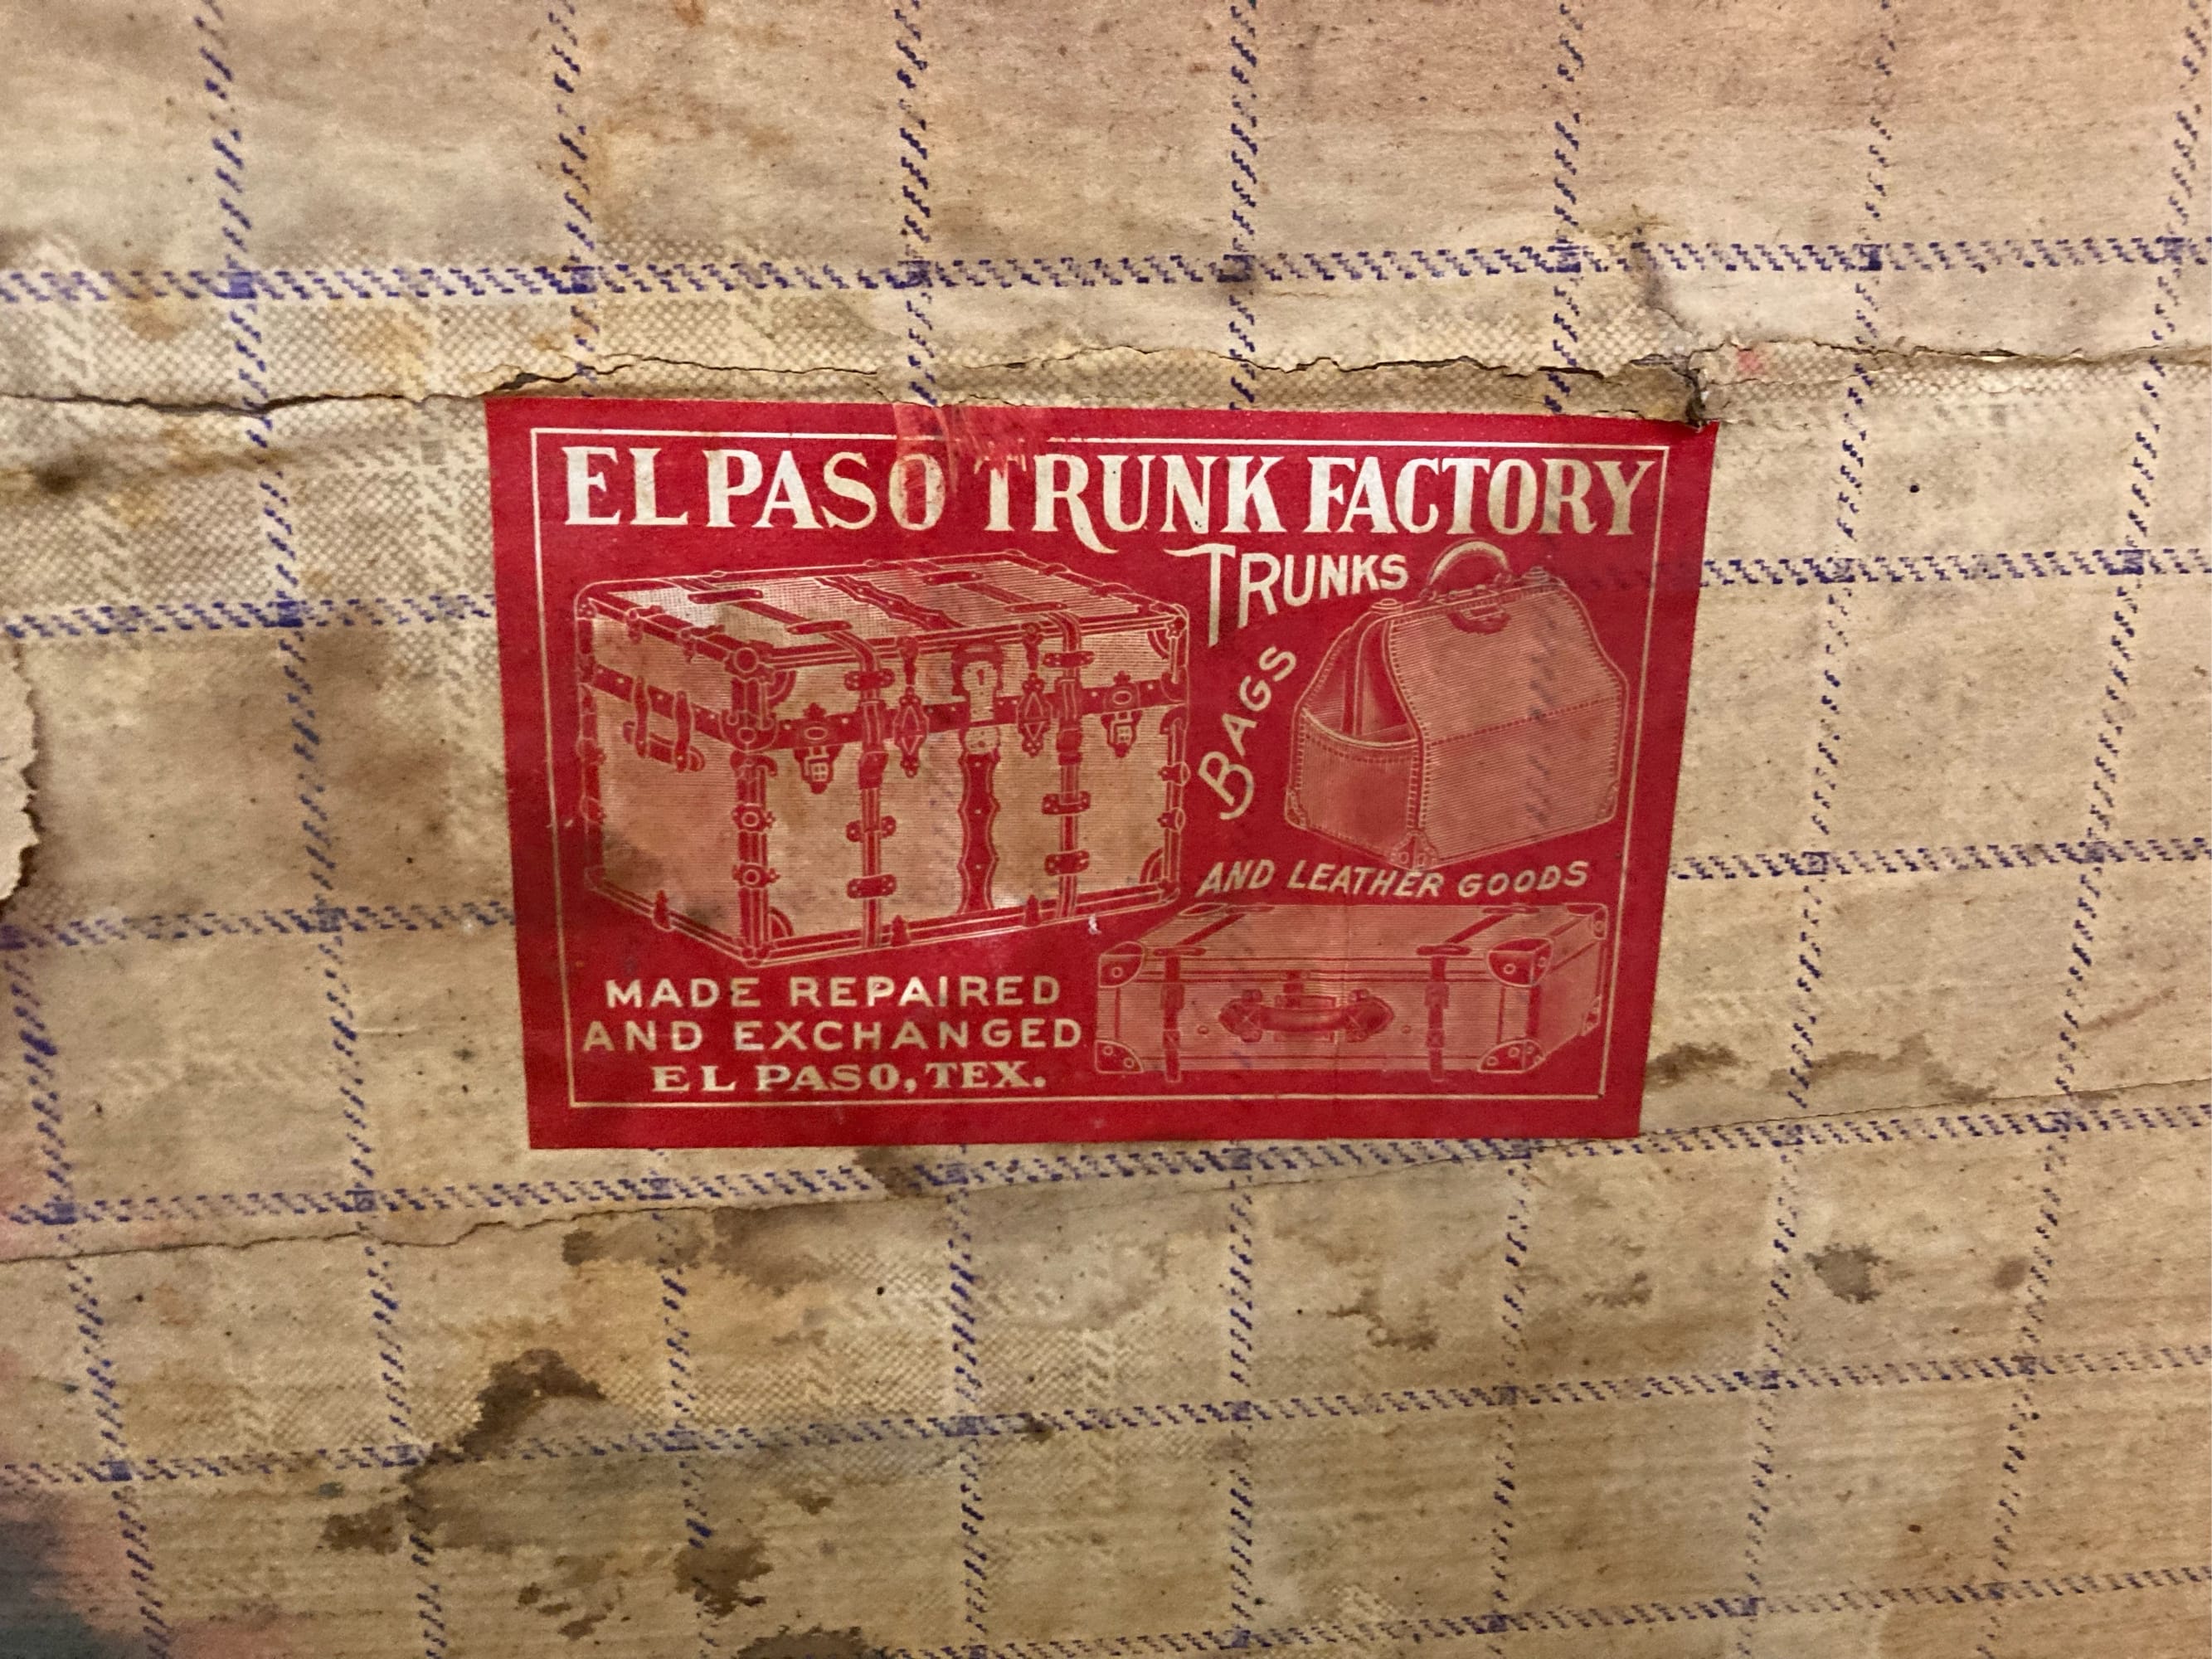 EL PASO TRUNK FACTORY
TRUNKS
BAGS
AND LEATHER GOODS
MADE REPAIRED
AND EXCHANGED
EL PASO, TEX.